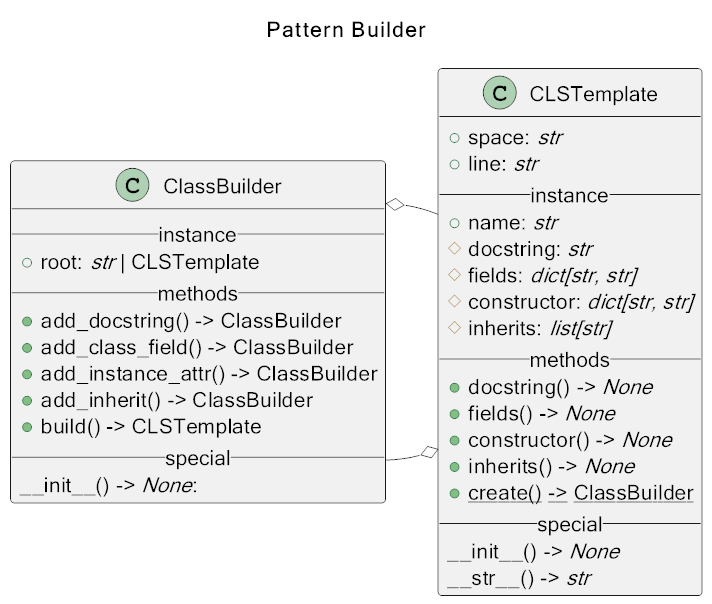 Pattern Builder
C ClassBuilder
instance
root: str | CLSTemplate
methods
add_docstring() -> ClassBuilder
add_class_field() -> ClassBuilder
add_instance_attr() -> ClassBuilder
add_inherit() -> ClassBuilder
build() -> CLSTemplate
special
__init__() -> None:
C CLSTemplate
space: str
line: str
instance
name: str
docstring: str
fields: dict[str, str]
constructor: dict[str, str]
inherits: list[str]
methods
docstring() -> None
fields() -> None
constructor() -> None
inherits() -> None
create() -> ClassBuilder
special
__init__() -> None
__str__() -> str